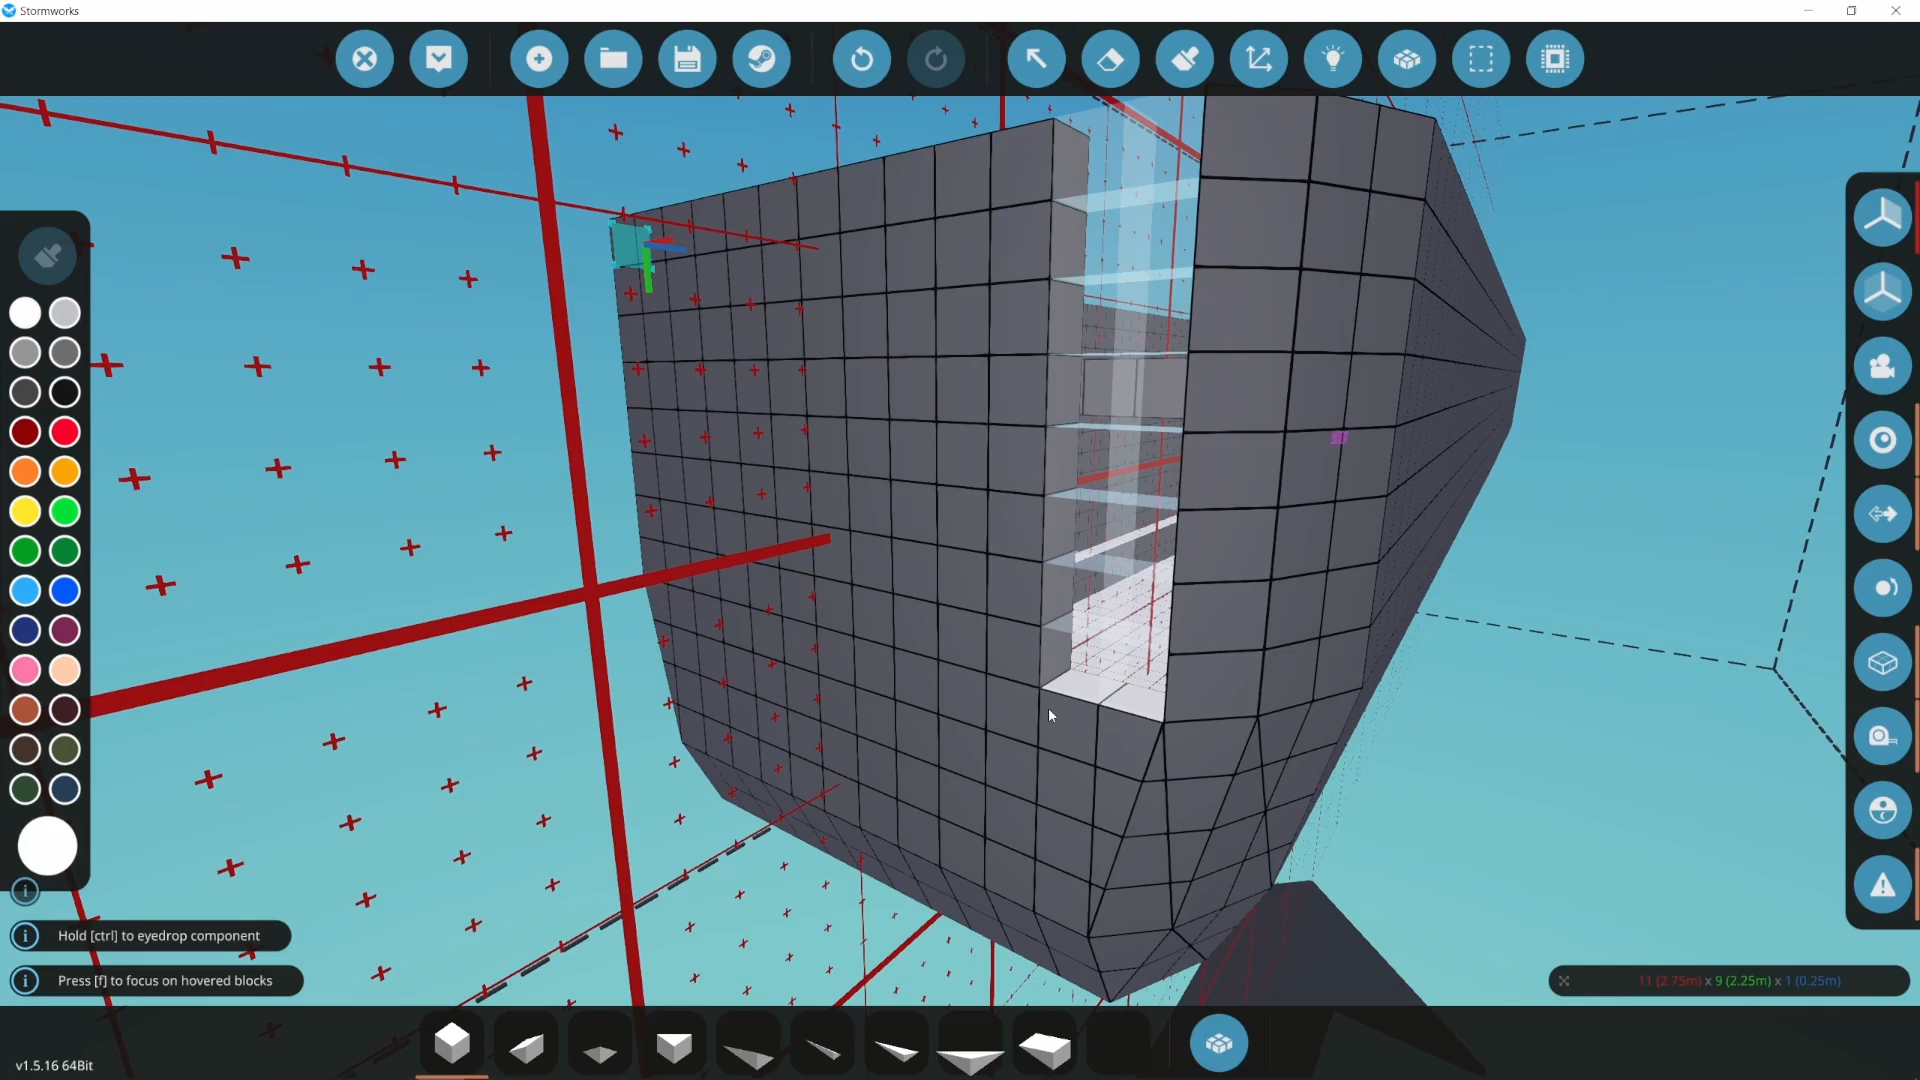 Stormworks
Hold [ctrl] to eyedrop component
Press [f] to focus on hovered blocks
11 (2.75m) x 9 (2.25m) x 1 (0.25m)
v1.5.16 64Bit